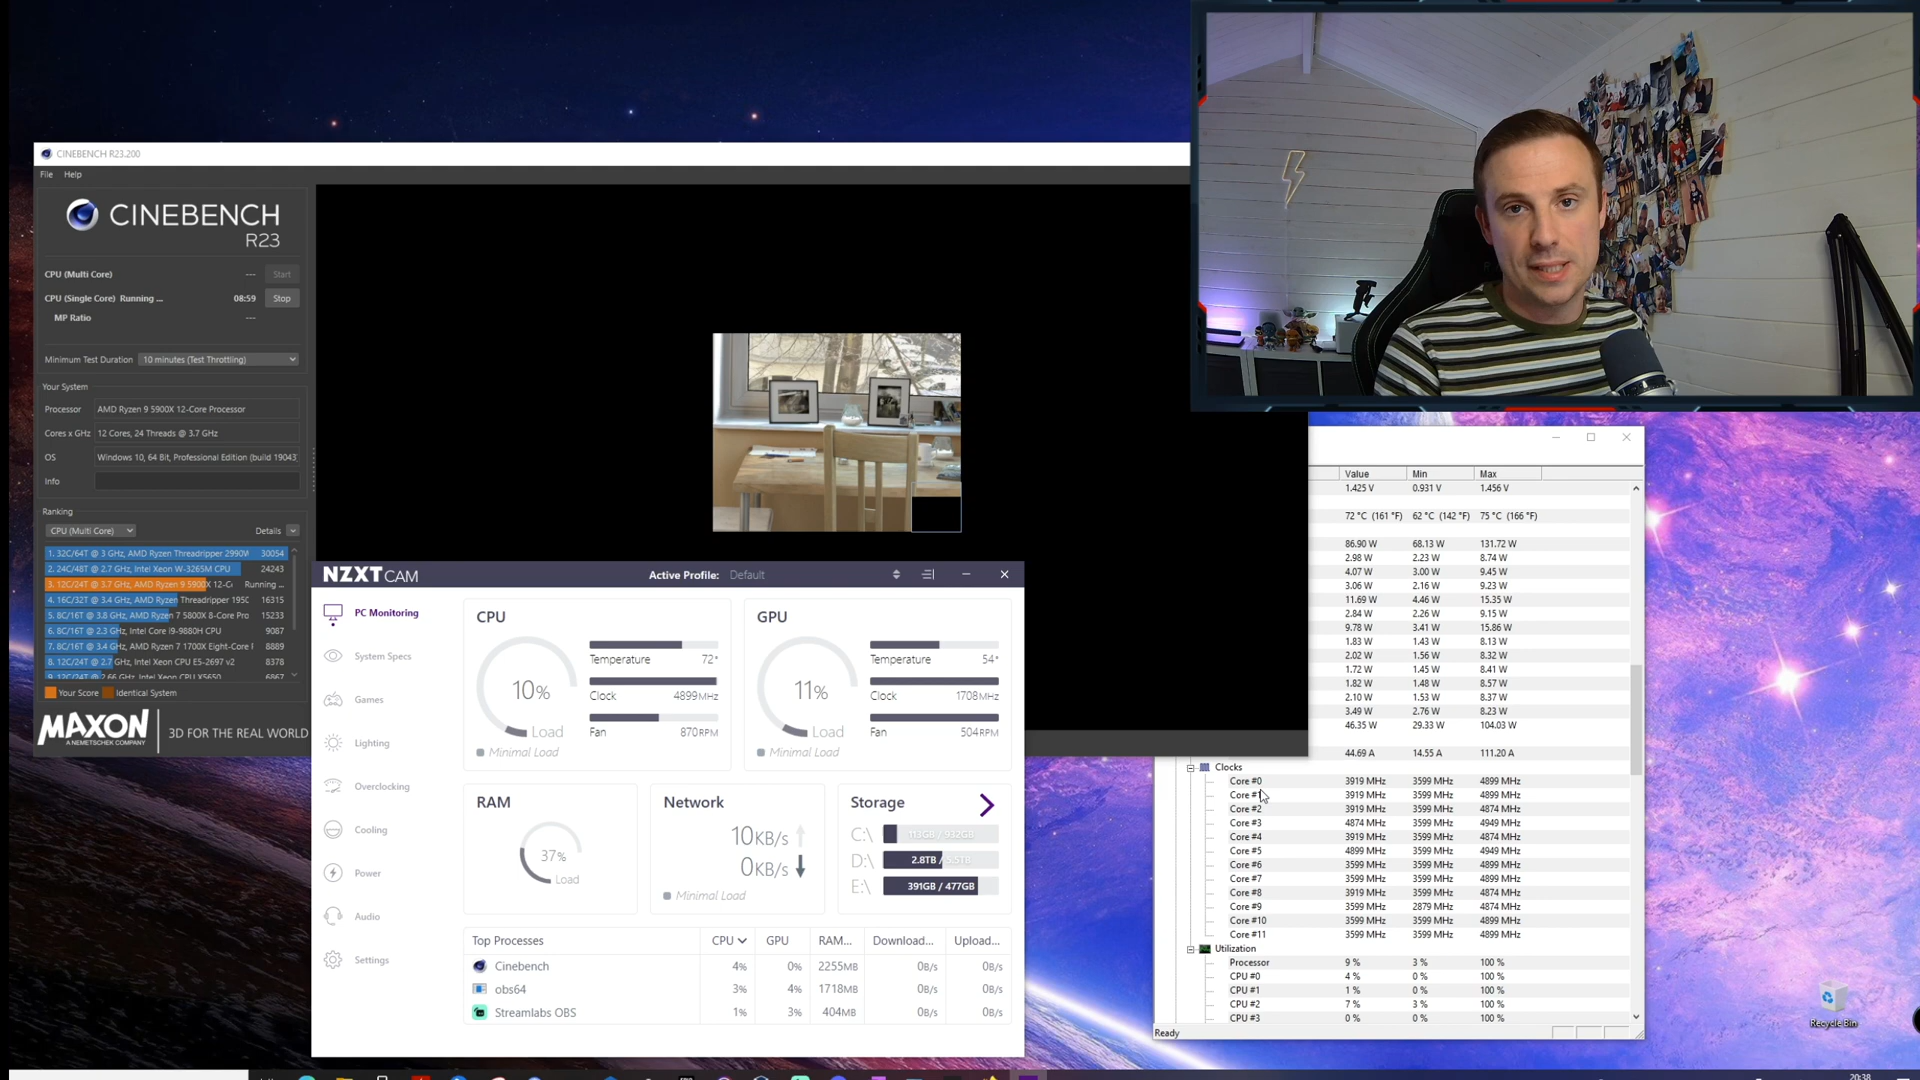 CINEBENCH R23.200
File Help
CINEBENCH
R23
CPU (Multi Core) --- Start
CPU (Single Core) Running ... 08:59 Stop
MP Ratio ---
Minimum Test Duration 10 minutes (Test Throttling)
Your System
Processor AMD Ryzen 9 5900X 12-Core Processor
Cores x GHz 12 Cores, 24 Threads @ 3.7 GHz
OS Windows 10, 64 Bit, Professional Edition (build 19043
Info
Ranking
CPU (Multi Core) Details
1. 32C/64T @ 3 GHz, AMD Ryzen Threadripper 2990W 30054
2. 24C/48T @ 2.7 GHz, Intel Xeon W-3265M CPU 24243
3. 12C/24T @ 3.7 GHz, AMD Ryzen 9 5900X 12-C Running ...
4. 16C/32T @ 3.4 GHz, AMD Ryzen Threadripper 195C 16315
5. 8C/16T @ 3.8 GHz, AMD Ryzen 7 5800X 8-Core Pro 15233
6. 8C/16T @ 2.3 GHz, Intel Core i9-9880H CPU 9087
7. 8C/16T @ 3.4 GHz, AMD Ryzen 7 1700X Eight-Core 8889
8. 12C/24T @ 2.7 GHz, Intel Xeon CPU E5-2697 v2 8378
9. 12C/24T @ 2.66 GHz, Intel Xeon CPU X5650 6867
Your Score Identical System
MAXON
A NEMETSCHEK COMPANY
3D FOR THE REAL WORLD
NZXT CAM
Active Profile: Default
PC Monitoring
System Specs
Games
Lighting
Overclocking
Cooling
Power
Audio
Settings
CPU
10%
Load
Minimal Load
Temperature 72°
Clock 4899MHz
Fan 870RPM
GPU
11%
Load
Minimal Load
Temperature 54°
Clock 1708MHz
Fan 504RPM
RAM
37%
Load
Network
10KB/s
0KB/s
Minimal Load
Storage
C:\ 113GB / 932GB
D:\ 2.8TB / 5.5TB
E:\ 391GB / 477GB
Top Processes CPU GPU RAM... Download... Upload...
Cinebench 4% 0% 2255MB 0B/s 0B/s
obs64 3% 4% 1718MB 0B/s 0B/s
Streamlabs OBS 1% 3% 404MB 0B/s 0B/s
Value Min Max
1.425 V 0.931 V 1.456 V
72 °C (161 °F) 62 °C (142 °F) 75 °C (166 °F)
86.90 W 68.13 W 131.72 W
2.98 W 2.23 W 8.74 W
4.07 W 3.00 W 9.45 W
3.06 W 2.16 W 9.23 W
11.69 W 4.46 W 15.35 W
2.84 W 2.26 W 9.15 W
9.78 W 3.41 W 15.86 W
1.83 W 1.43 W 8.13 W
2.02 W 1.56 W 8.32 W
1.72 W 1.45 W 8.41 W
1.82 W 1.48 W 8.57 W
2.10 W 1.53 W 8.37 W
3.49 W 2.76 W 8.23 W
46.35 W 29.33 W 104.03 W
44.69 A 14.55 A 111.20 A
Clocks
Core #0 3919 MHz 3599 MHz 4899 MHz
Core #1 3919 MHz 3599 MHz 4899 MHz
Core #2 3919 MHz 3599 MHz 4874 MHz
Core #3 4874 MHz 3599 MHz 4949 MHz
Core #4 3919 MHz 3599 MHz 4874 MHz
Core #5 4899 MHz 3599 MHz 4949 MHz
Core #6 3599 MHz 3599 MHz 4899 MHz
Core #7 3599 MHz 3599 MHz 4874 MHz
Core #8 3919 MHz 3599 MHz 4874 MHz
Core #9 3599 MHz 2879 MHz 4874 MHz
Core #10 3599 MHz 3599 MHz 4899 MHz
Core #11 3599 MHz 3599 MHz 4899 MHz
Utilization
Processor 9 % 3 % 100 %
CPU #0 4 % 0 % 100 %
CPU #1 1 % 0 % 100 %
CPU #2 7 % 3 % 100 %
CPU #3 0 % 0 % 100 %
Ready
Recycle Bin
20:38